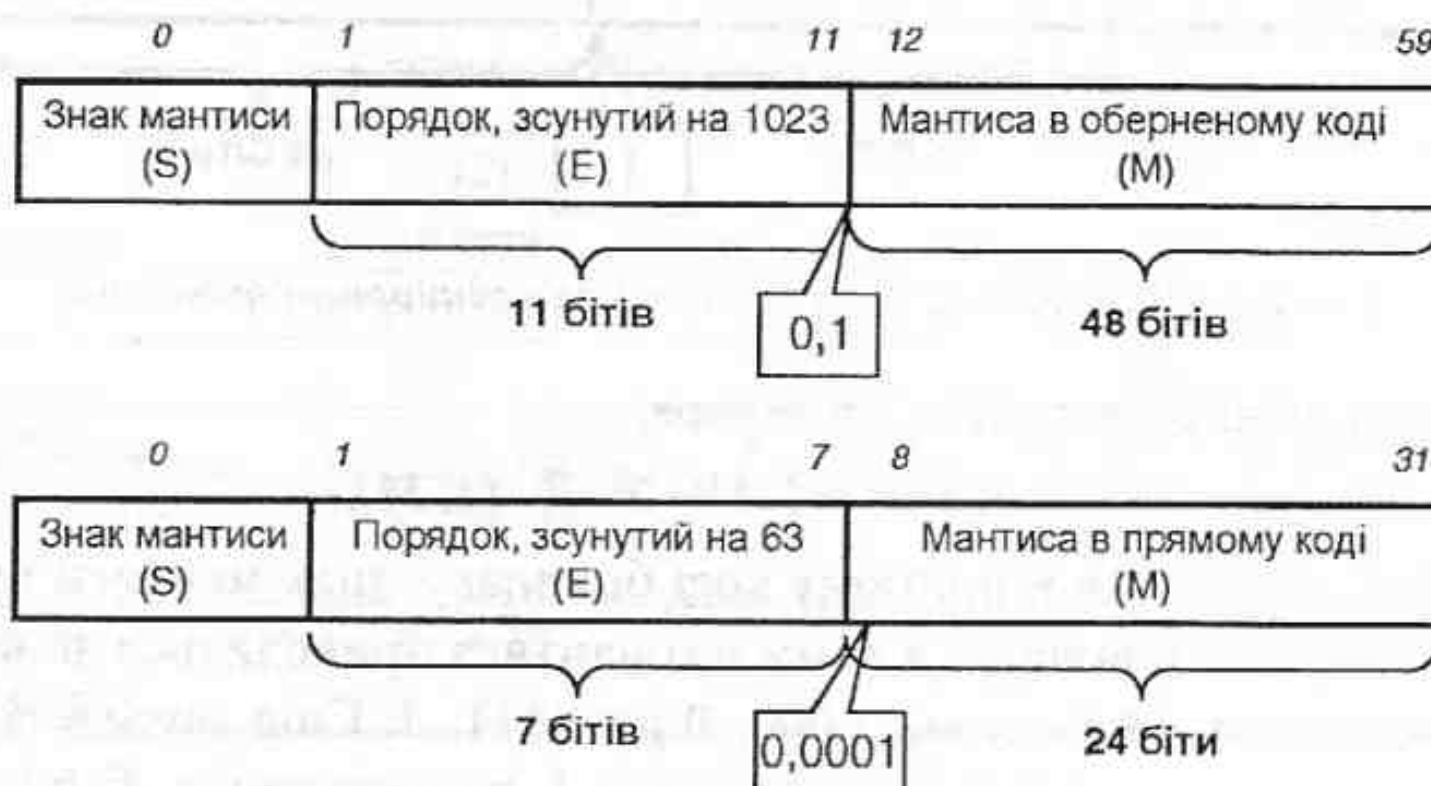 0 1 11 12 59
Знак мантиси Порядок, зсунутий на 1023 Мантиса в оберненому коді
(S) (E) (M)
11 бітів 48 бітів
0,1
0 1 7 8 31
Знак мантиси Порядок, зсунутий на 63 Мантиса в прямому коді
(S) (E) (M)
7 бітів 24 біти
0,0001